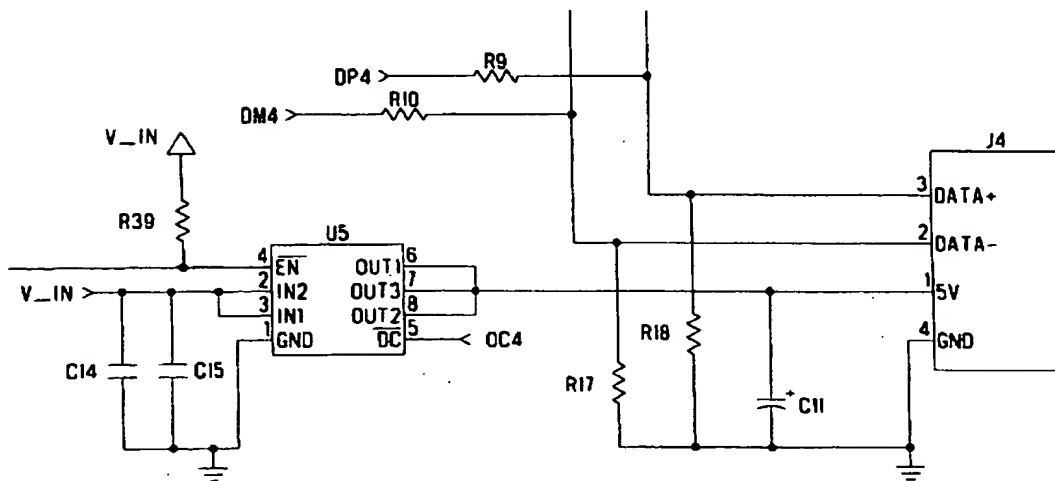 R9
DP4
R10
DM4
V_IN
J4
3 DATA+
R39
U5
2 DATA-
4 EN OUT1 6
V_IN 2 IN2 OUT3 7
1 5V
3 IN1 OUT2 8
1 GND OC 5 OC4
R18
4 GND
C14 C15
R17
+ C11